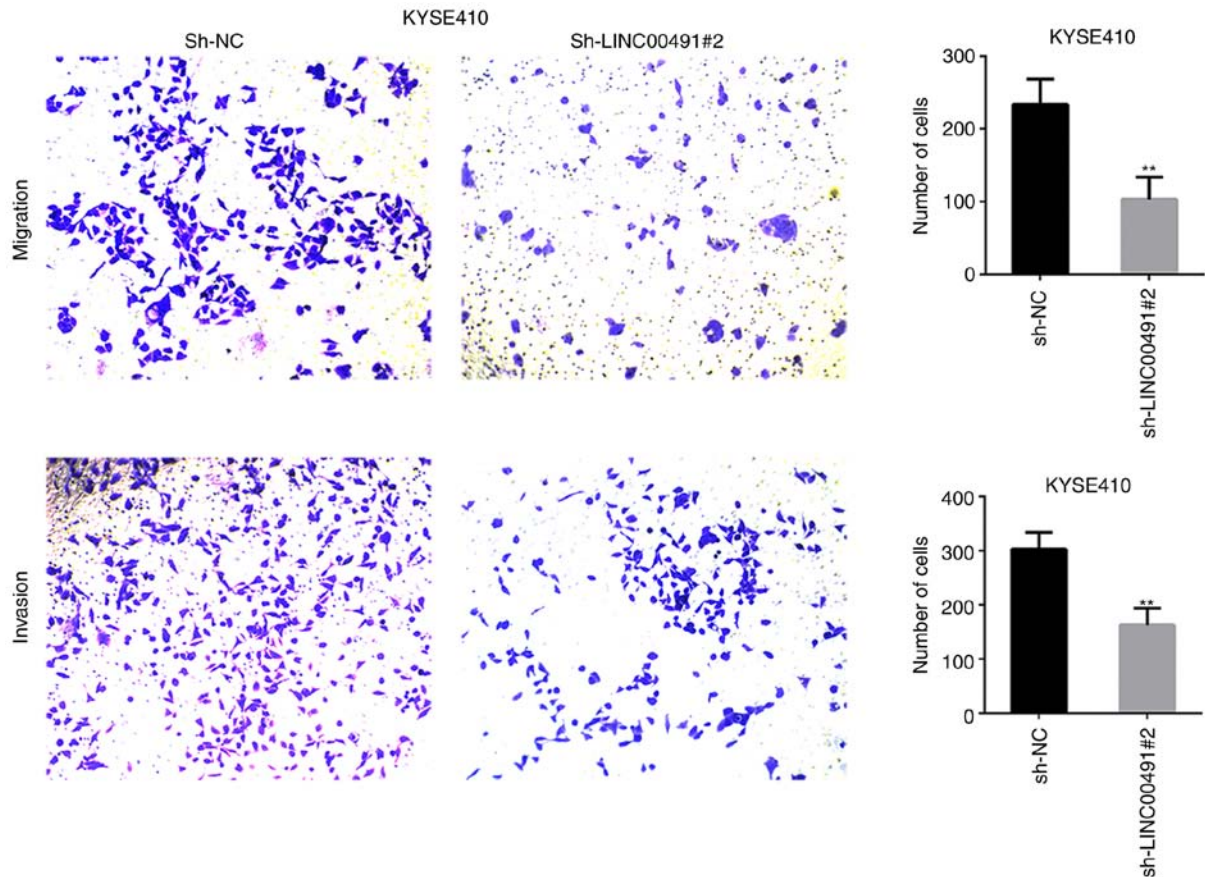 KYSE410
Sh-NC
Sh-LINC00491#2
Migration
Invasion
KYSE410
Number of cells
300
200
100
0
**
sh-NC
sh-LINC00491#2
KYSE410
Number of cells
400
300
200
100
0
**
sh-NC
sh-LINC00491#2